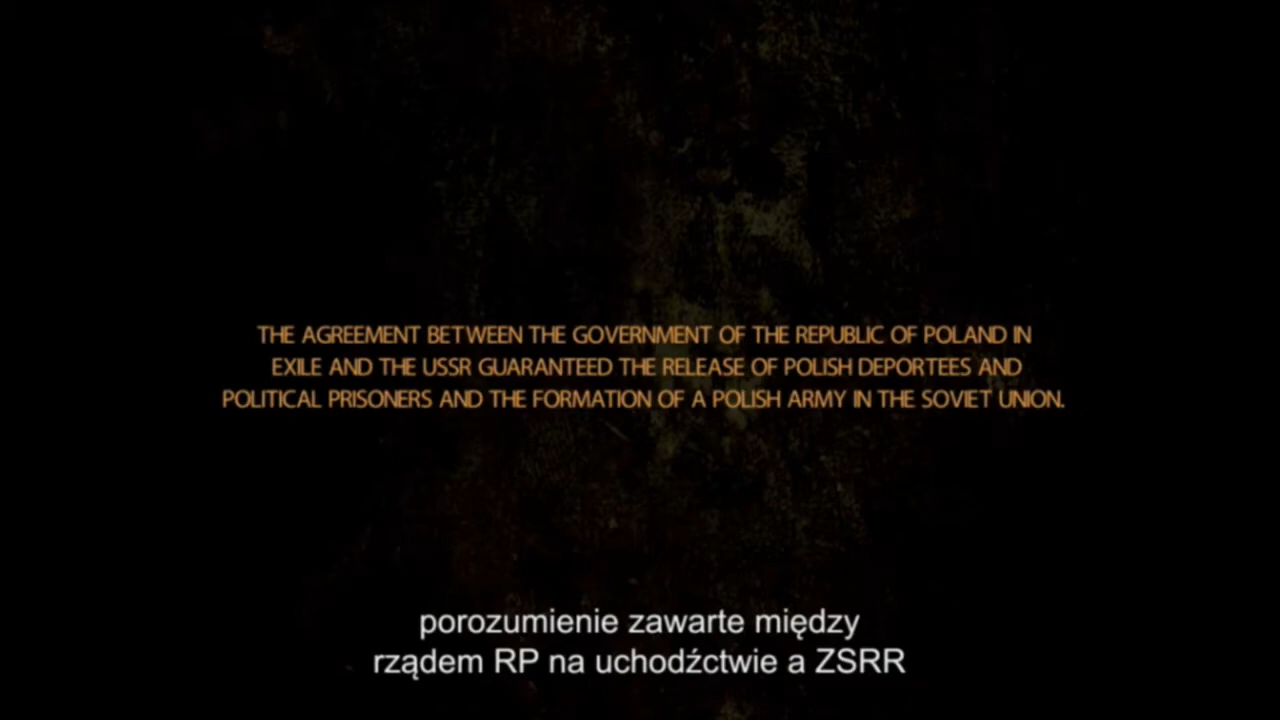 THE AGREEMENT BETWEEN THE GOVERNMENT OF THE REPUBLIC OF POLAND IN
EXILE AND THE USSR GUARANTEED THE RELEASE OF POLISH DEPORTEES AND
POLITICAL PRISONERS AND THE FORMATION OF A POLISH ARMY IN THE SOVIET UNION.
porozumienie zawarte między
rządem RP na uchodźctwie a ZSRR